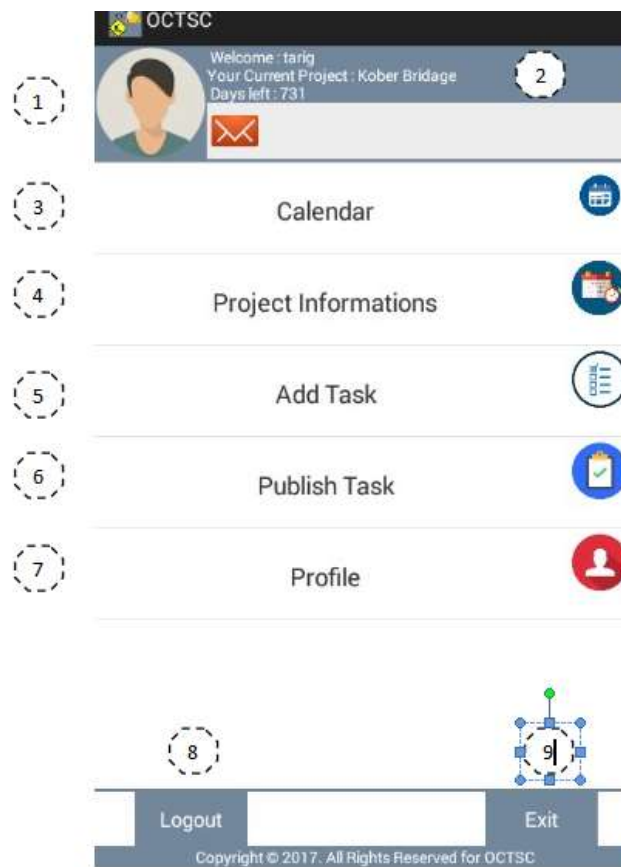 OCTSC
Welcome : tarig
Your Current Project : Kober Bridage
Days left : 731
1
2
3
Calendar
4
Project Informations
5
Add Task
6
Publish Task
7
Profile
8
9
Logout
Exit
Copyright © 2017. All Rights Reserved for OCTSC